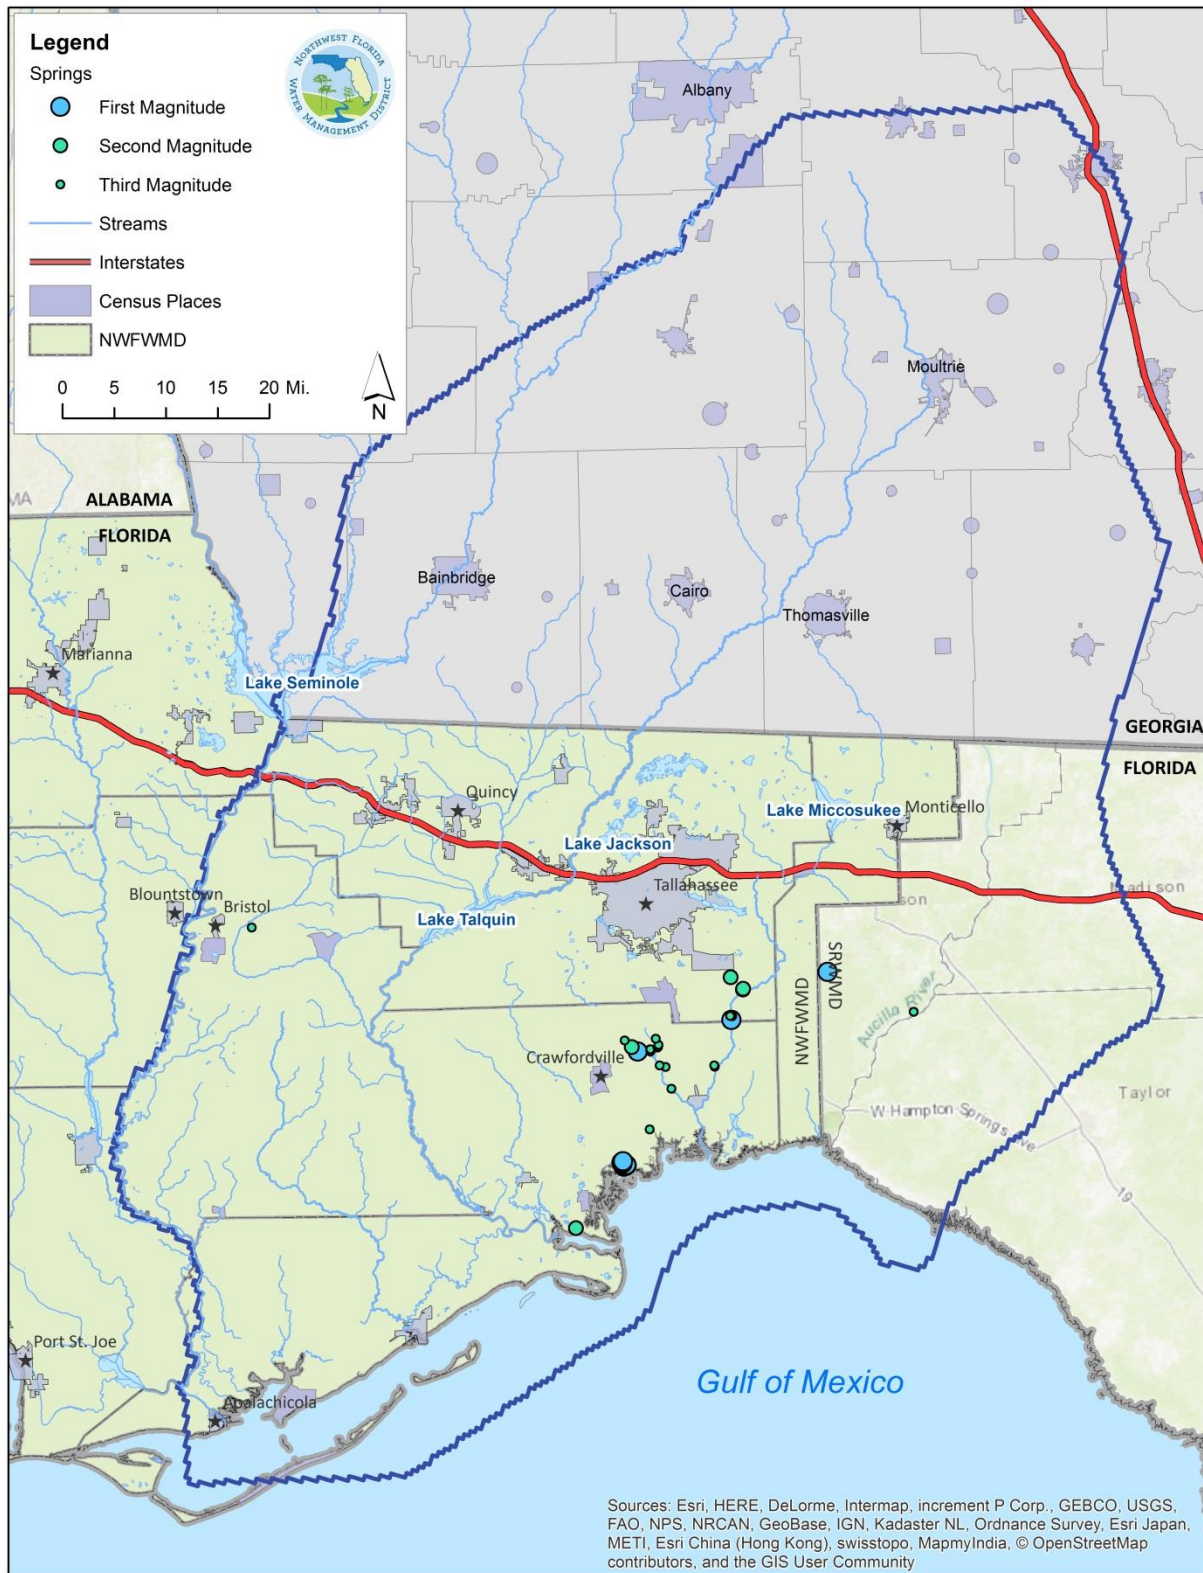 Legend
Springs
First Magnitude
Second Magnitude
Third Magnitude
Streams
Interstates
Census Places
NWFWMD
0 5 10 15 20 Mi.
N
NORTHWEST FLORIDA
WATER MANAGEMENT DISTRICT
Albany
Moultrie
MA
ALABAMA
FLORIDA
Bainbridge
Cairo
Thomasville
Marianna
Lake Seminole
GEORGIA
FLORIDA
Quincy
Lake Miccosukee
Monticello
Lake Jackson
Tallahassee
Madison
son
Blountstown
Bristol
Lake Talquin
NWFWMD
SRWMD
Aucilla River
Crawfordville
Taylor
W Hampton Springs Ave
19
Port St. Joe
Apalachicola
Gulf of Mexico
Sources: Esri, HERE, DeLorme, Intermap, increment P Corp., GEBCO, USGS,
FAO, NPS, NRCAN, GeoBase, IGN, Kadaster NL, Ordnance Survey, Esri Japan,
METI, Esri China (Hong Kong), swisstopo, MapmyIndia, © OpenStreetMap
contributors, and the GIS User Community